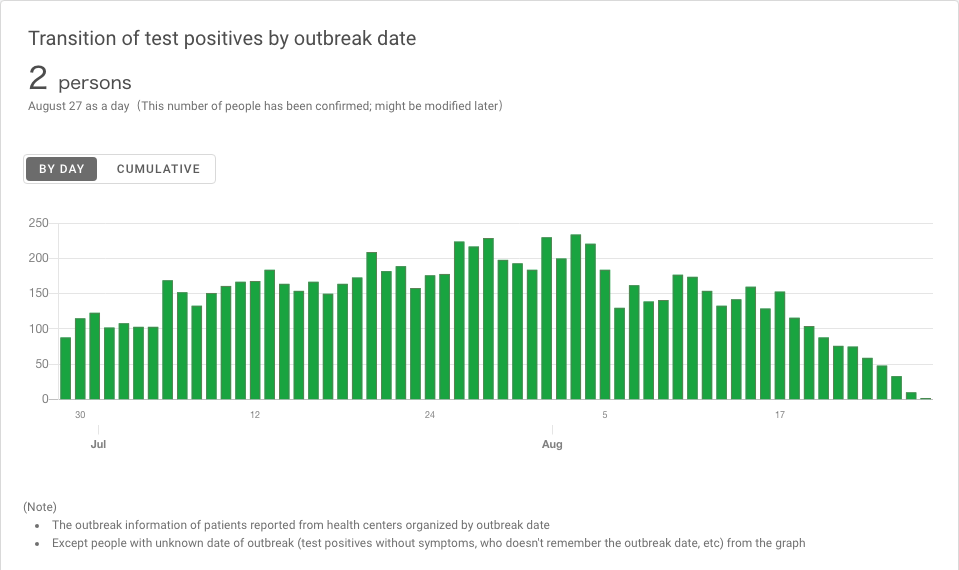 Transition of test positives by outbreak date
2 persons
August 27 as a day（This number of people has been confirmed; might be modified later）
BY DAY CUMULATIVE
250
200
150
100
50
0
30 12 24 5 17
Jul Aug
(Note)
• The outbreak information of patients reported from health centers organized by outbreak date
• Except people with unknown date of outbreak (test positives without symptoms, who doesn't remember the outbreak date, etc) from the graph